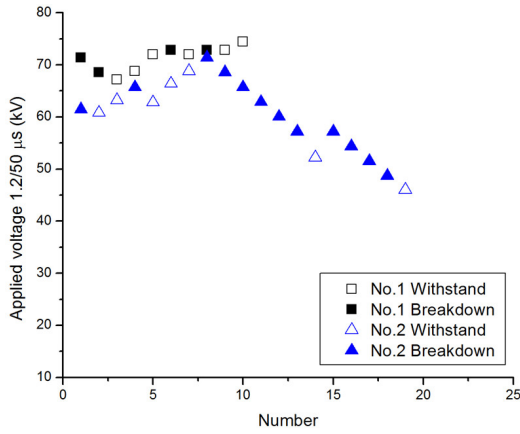 80
70
60
50
40
30
20
10
0
5
10
15
20
25
Applied voltage 1.2/50 μs (kV)
Number
No.1 Withstand
No.1 Breakdown
No.2 Withstand
No.2 Breakdown